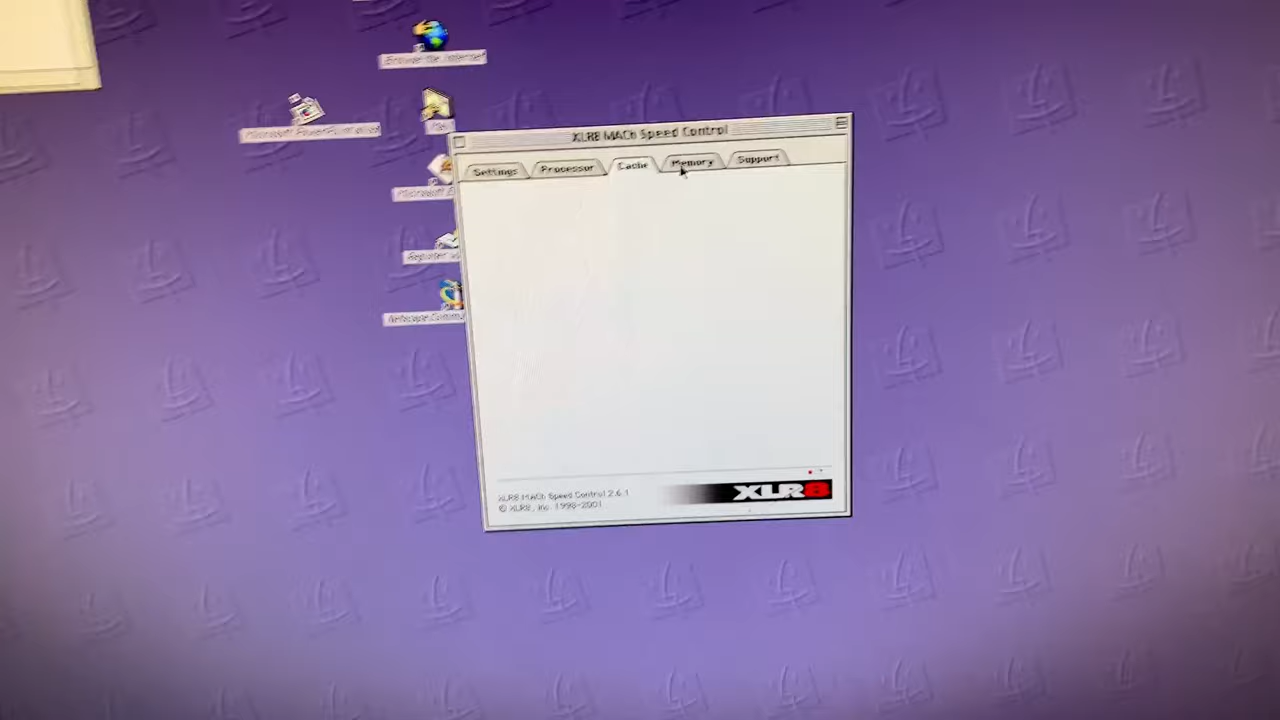 Browse the Internet
Microsoft
XLR8 MACh Speed Control
Settings
Processor
Cache
Memory
Support
XLR8 MACh Speed Control 2.6.1
© XLR8, Inc. 1998-2001
XLR8